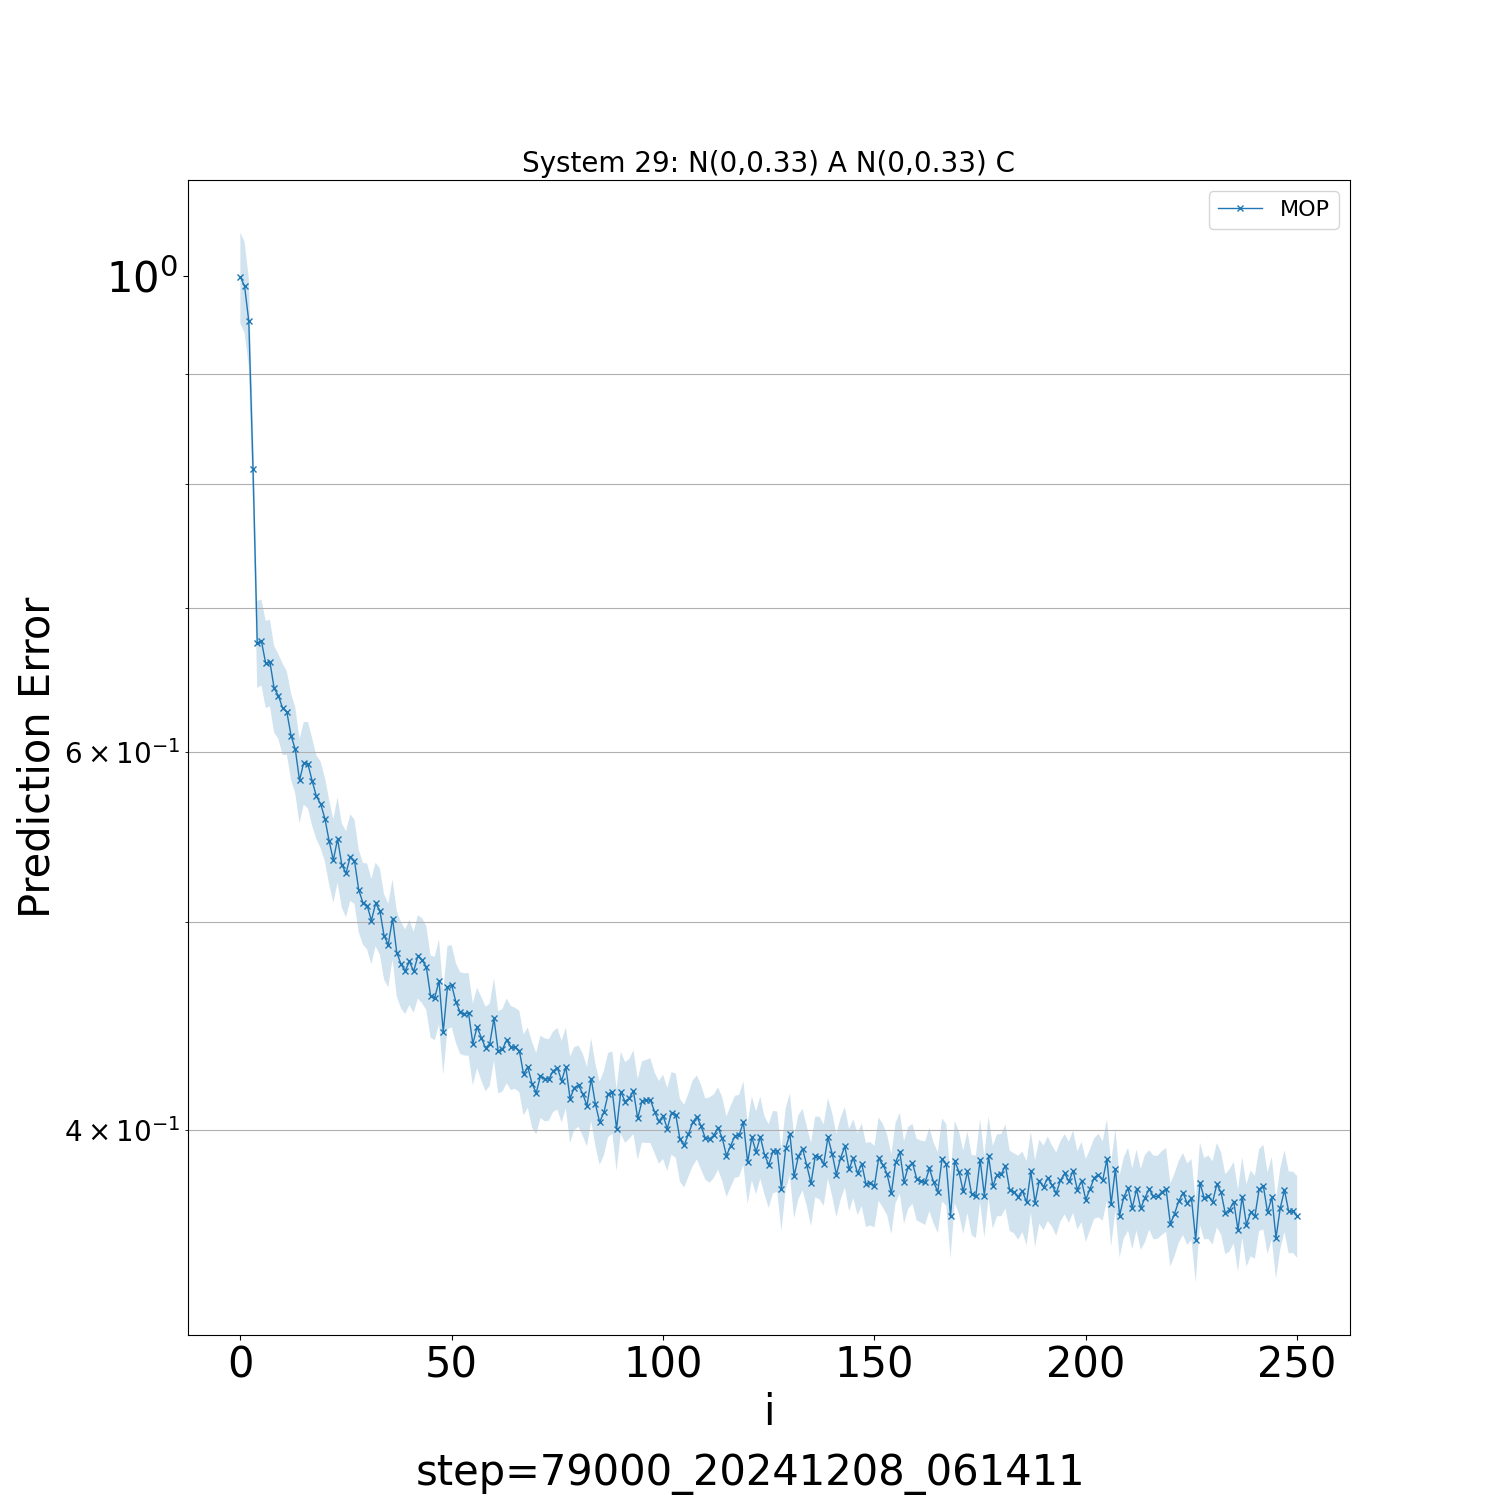 System 29: N(0,0.33) A N(0,0.33) C
MOP
10⁰
6 × 10⁻¹
4 × 10⁻¹
Prediction Error
0 50 100 150 200 250
i
step=79000_20241208_061411